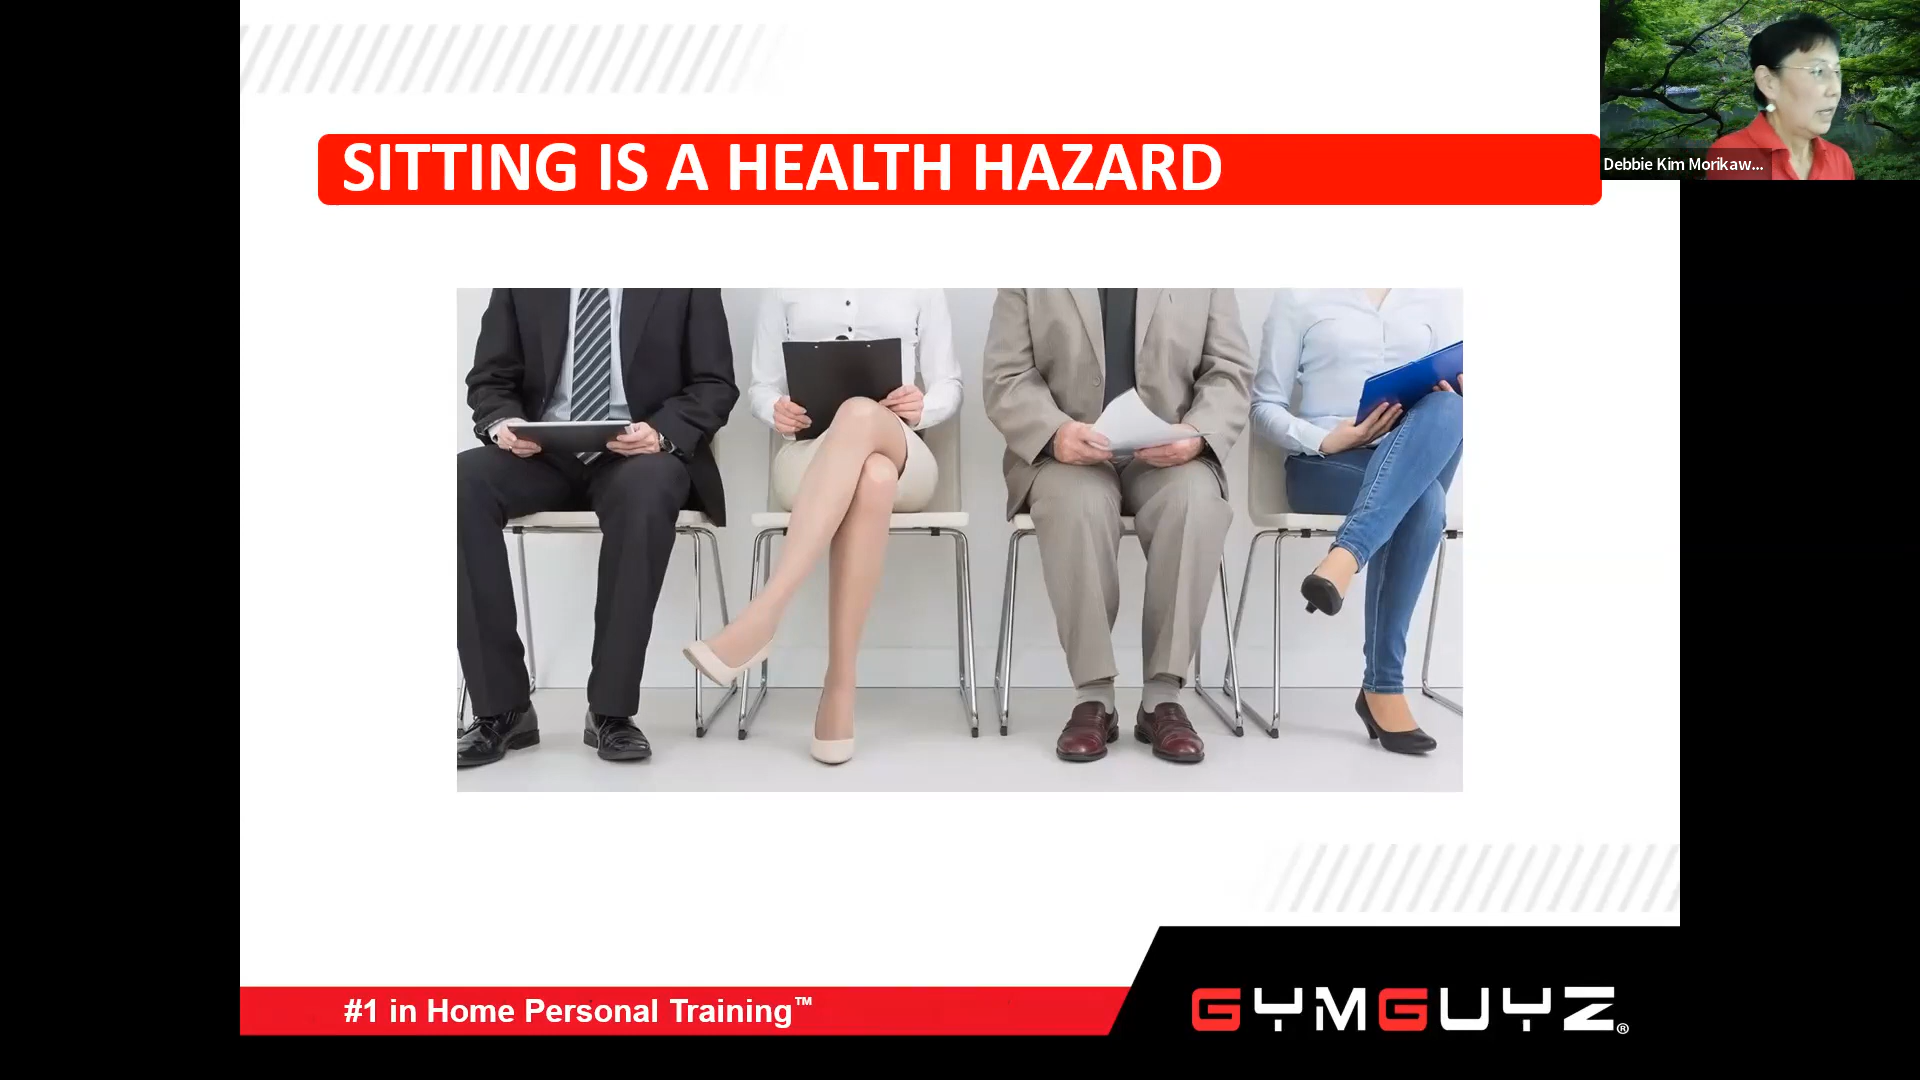 SITTING IS A HEALTH HAZARD
Debbie Kim Morikaw...
#1 in Home Personal Training™
GYMGUYZ®